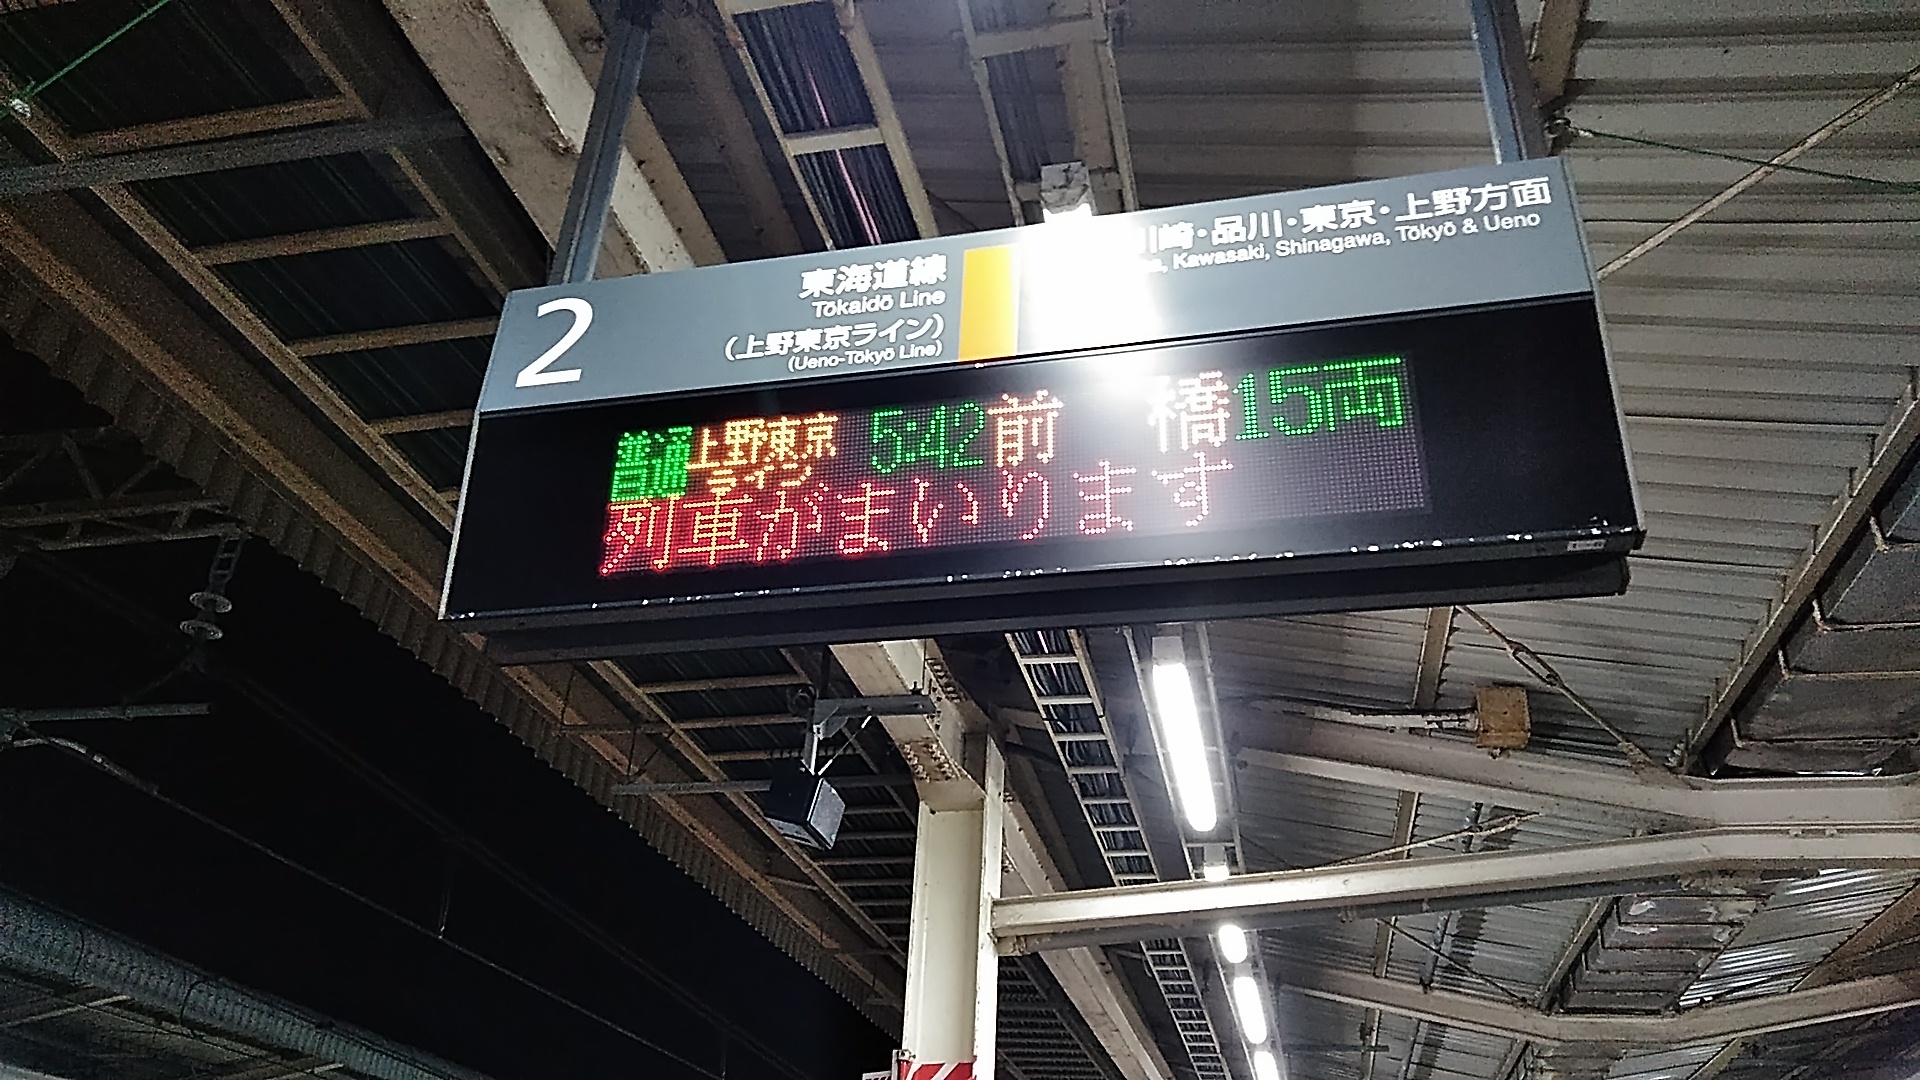 2
東海道線
Tōkaidō Line
(上野東京ライン)
(Ueno-Tōkyō Line)
川崎・品川・東京・上野方面
Kawasaki, Shinagawa, Tōkyō & Ueno
普通 上野東京ライン 5:42 前橋 15両
列車がまいります